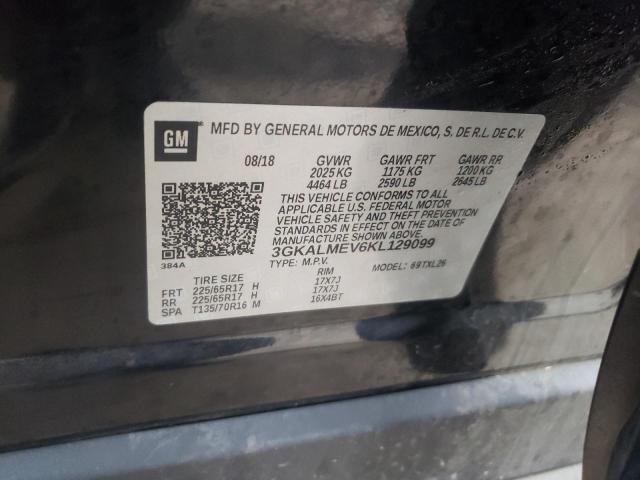 GM
MFD BY GENERAL MOTORS DE MEXICO, S. DE R.L. DE C.V.
08/18 GVWR GAWR FRT GAWR RR
2025 KG 1175 KG 1200 KG
4464 LB 2590 LB 2645 LB
THIS VEHICLE CONFORMS TO ALL
APPLICABLE U.S. FEDERAL MOTOR
VEHICLE SAFETY AND THEFT PREVENTION
STANDARDS IN EFFECT ON THE DATE OF
MANUFACTURE SHOWN ABOVE.
3GKALMEV6KL129099
384A
TYPE: M.P.V. MODEL: 69TXL26
TIRE SIZE RIM
FRT 225/65R17 H 17X7J
RR 225/65R17 H 17X7J
SPA T135/70R16 M 16X4BT